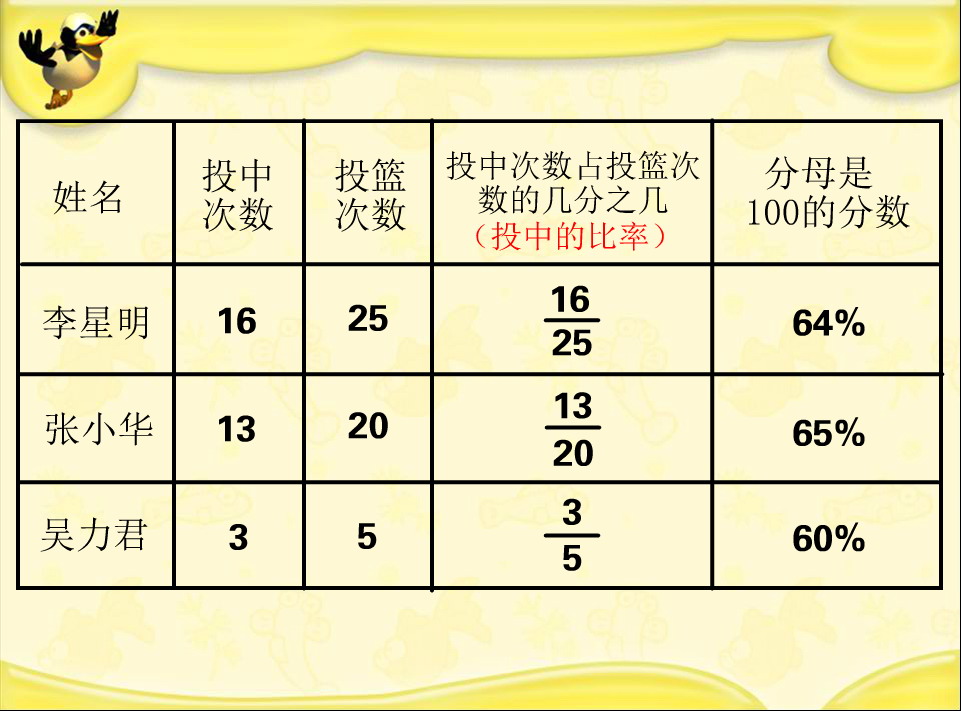 姓名
投中
次数
投篮
次数
投中次数占投篮次
数的几分之几
（投中的比率）
分母是
100的分数
李星明
16
25
16
25
64%
张小华
13
20
13
20
65%
吴力君
3
5
3
5
60%